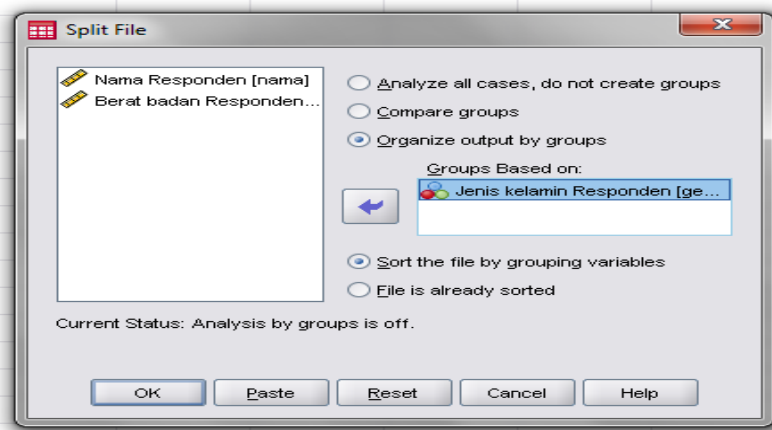 Split File
Nama Responden [nama]
Berat badan Responden...
Analyze all cases, do not create groups
Compare groups
Organize output by groups
Groups Based on:
Jenis kelamin Responden [ge...
Sort the file by grouping variables
File is already sorted
Current Status: Analysis by groups is off.
OK Paste Reset Cancel Help